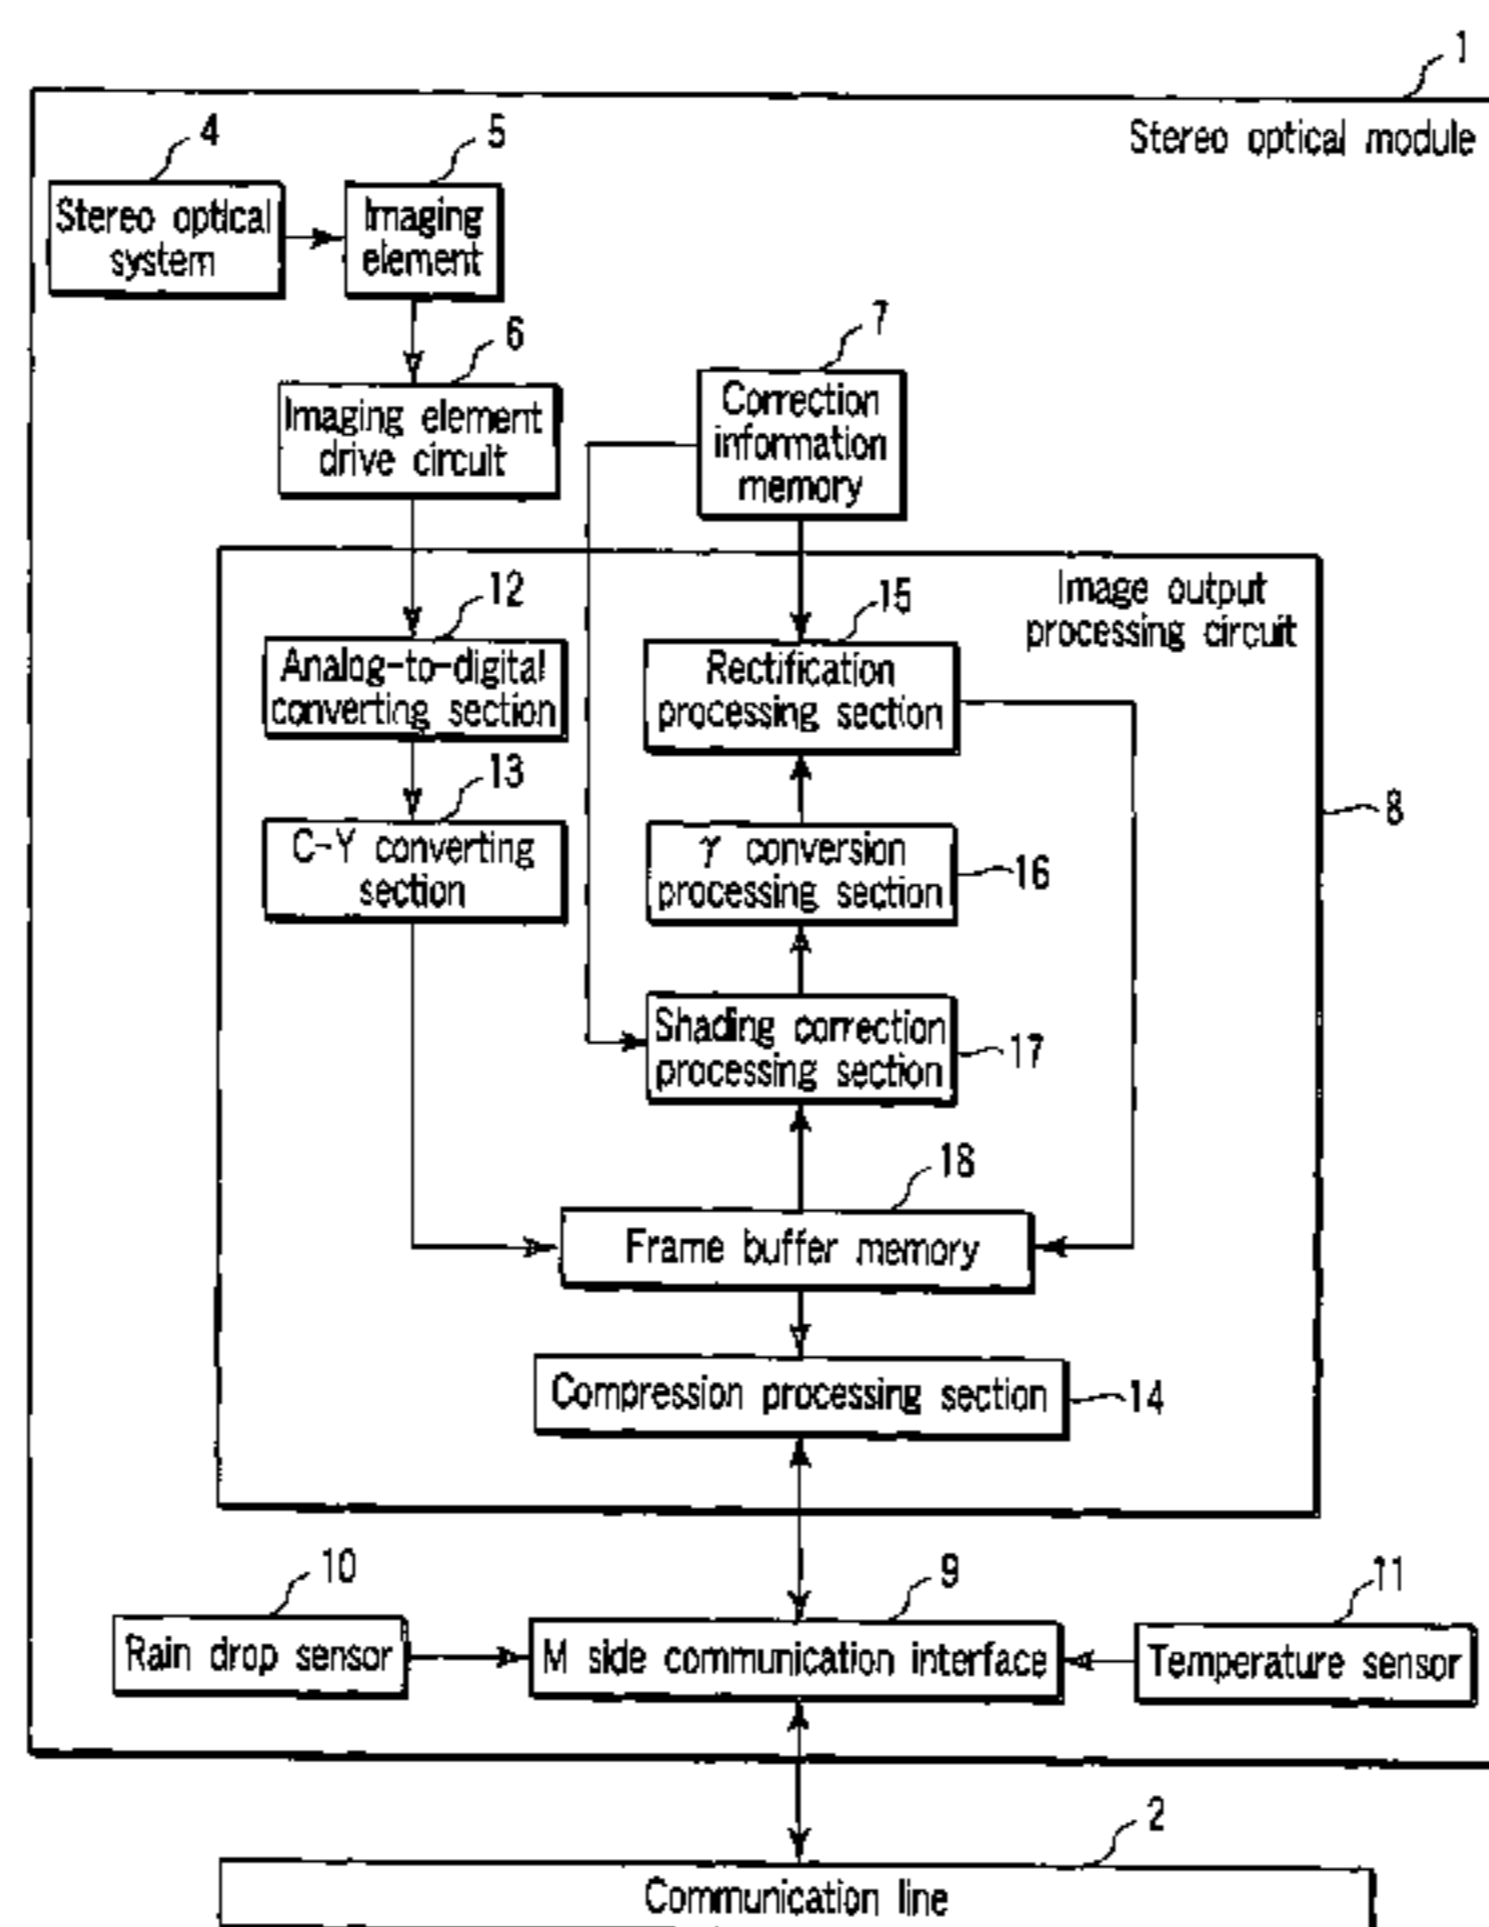 1
Stereo optical module
4
5
Stereo optical
system
Imaging
element
6
7
Imaging element
drive circuit
Correction
information
memory
Image output
processing circuit
12
15
Analog-to-digital
converting section
Rectification
processing section
13
8
C-Y converting
section
γ conversion
processing section
16
Shading correction
processing section
17
18
Frame buffer memory
Compression processing section
14
10
9
11
Rain drop sensor
M side communication interface
Temperature sensor
2
Communication line